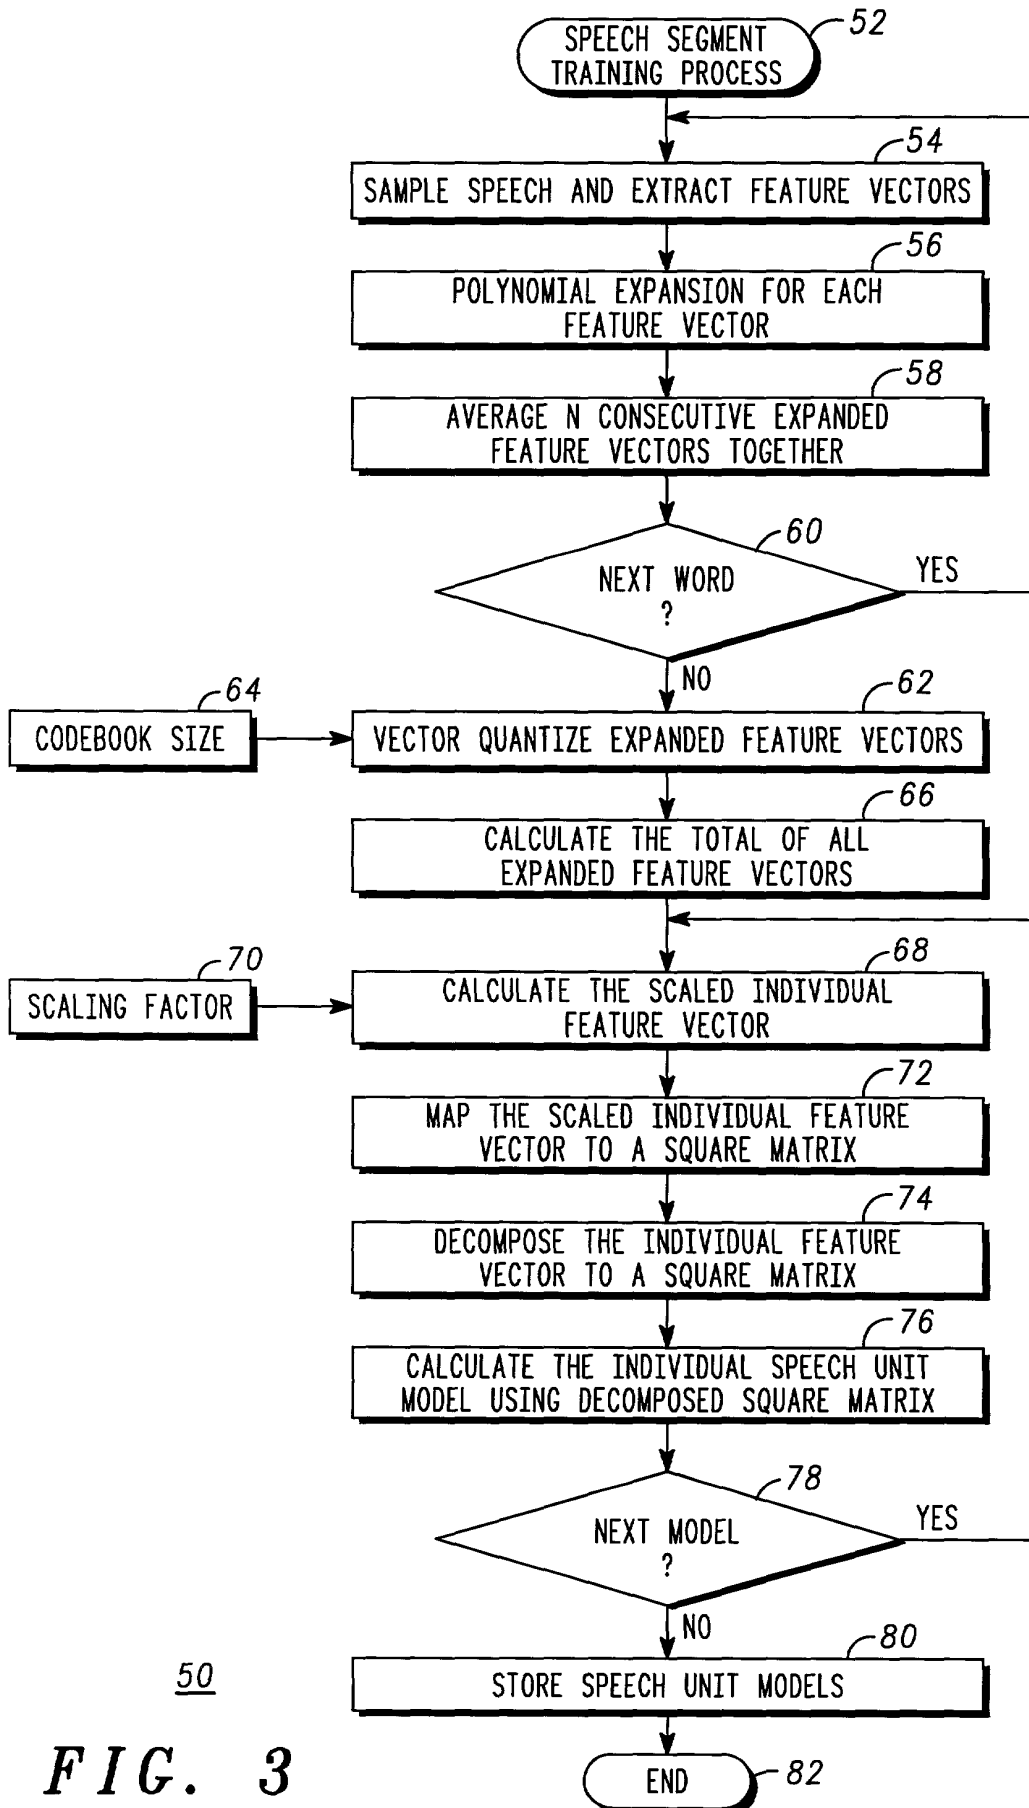 SPEECH SEGMENT
TRAINING PROCESS
52
54
SAMPLE SPEECH AND EXTRACT FEATURE VECTORS
56
POLYNOMIAL EXPANSION FOR EACH
FEATURE VECTOR
58
AVERAGE N CONSECUTIVE EXPANDED
FEATURE VECTORS TOGETHER
60
NEXT WORD
?
YES
NO
64
CODEBOOK SIZE
62
VECTOR QUANTIZE EXPANDED FEATURE VECTORS
66
CALCULATE THE TOTAL OF ALL
EXPANDED FEATURE VECTORS
70
SCALING FACTOR
68
CALCULATE THE SCALED INDIVIDUAL
FEATURE VECTOR
72
MAP THE SCALED INDIVIDUAL FEATURE
VECTOR TO A SQUARE MATRIX
74
DECOMPOSE THE INDIVIDUAL FEATURE
VECTOR TO A SQUARE MATRIX
76
CALCULATE THE INDIVIDUAL SPEECH UNIT
MODEL USING DECOMPOSED SQUARE MATRIX
78
NEXT MODEL
?
YES
NO
80
STORE SPEECH UNIT MODELS
50
END
82
FIG. 3